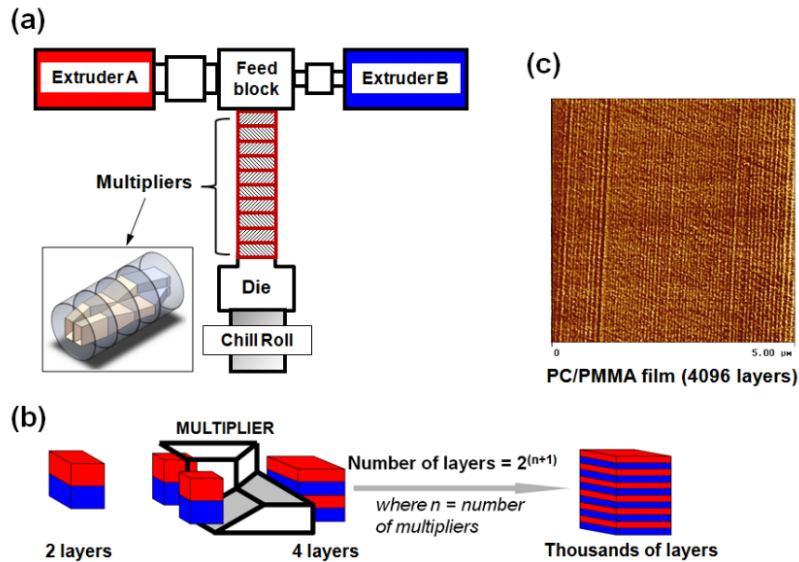 (a)
Extruder A
Feed
block
Extruder B
(c)
Multipliers
Die
Chill Roll
0
5.00 µM
PC/PMMA film (4096 layers)
(b)
MULTIPLIER
Number of layers = 2^(n+1)
where n = number
of multipliers
2 layers
4 layers
Thousands of layers